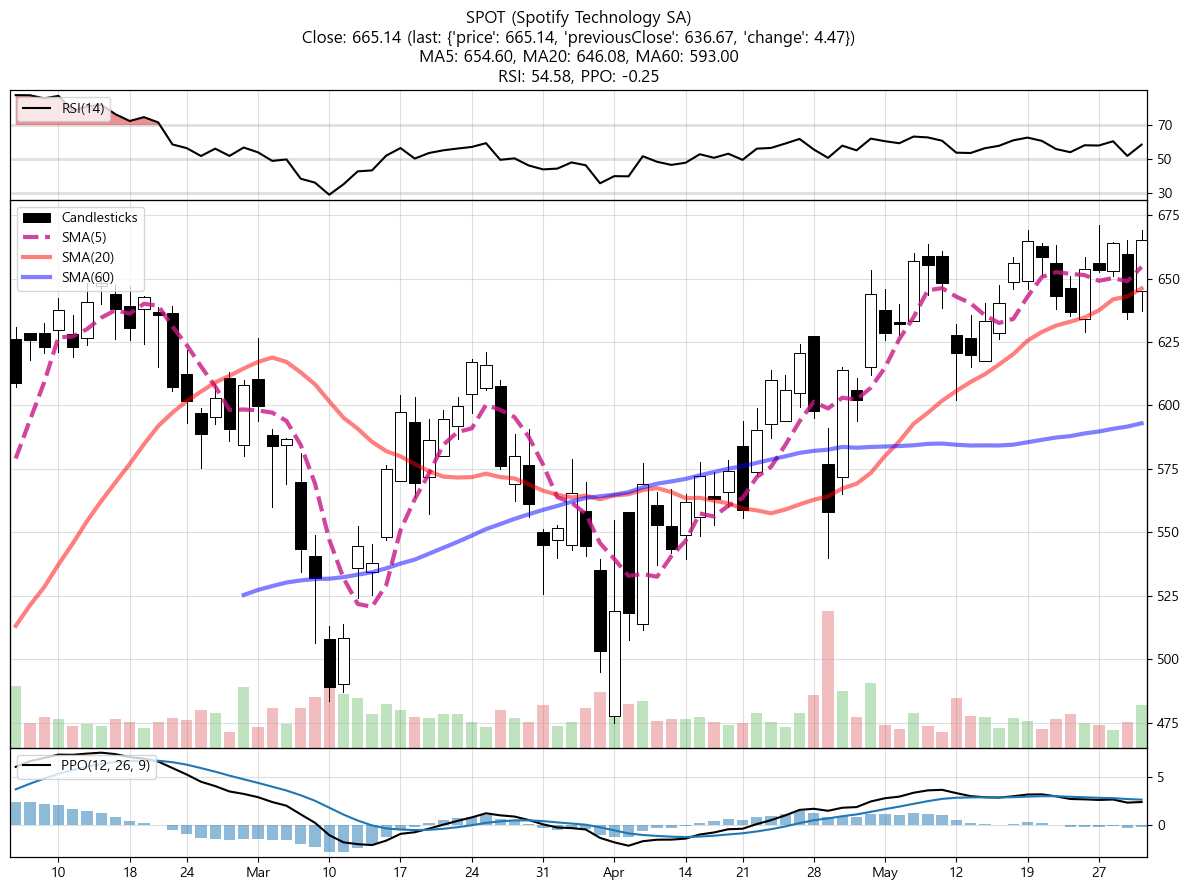 SPOT (Spotify Technology SA)
Close: 665.14 (last: {'price': 665.14, 'previousClose': 636.67, 'change': 4.47})
MA5: 654.60, MA20: 646.08, MA60: 593.00
RSI: 54.58, PPO: -0.25
RSI(14)
70
50
30
Candlesticks
SMA(5)
SMA(20)
SMA(60)
675
650
625
600
575
550
525
500
475
PPO(12, 26, 9)
5
0
10 18 24 Mar 10 17 24 31 Apr 14 21 28 May 12 19 27